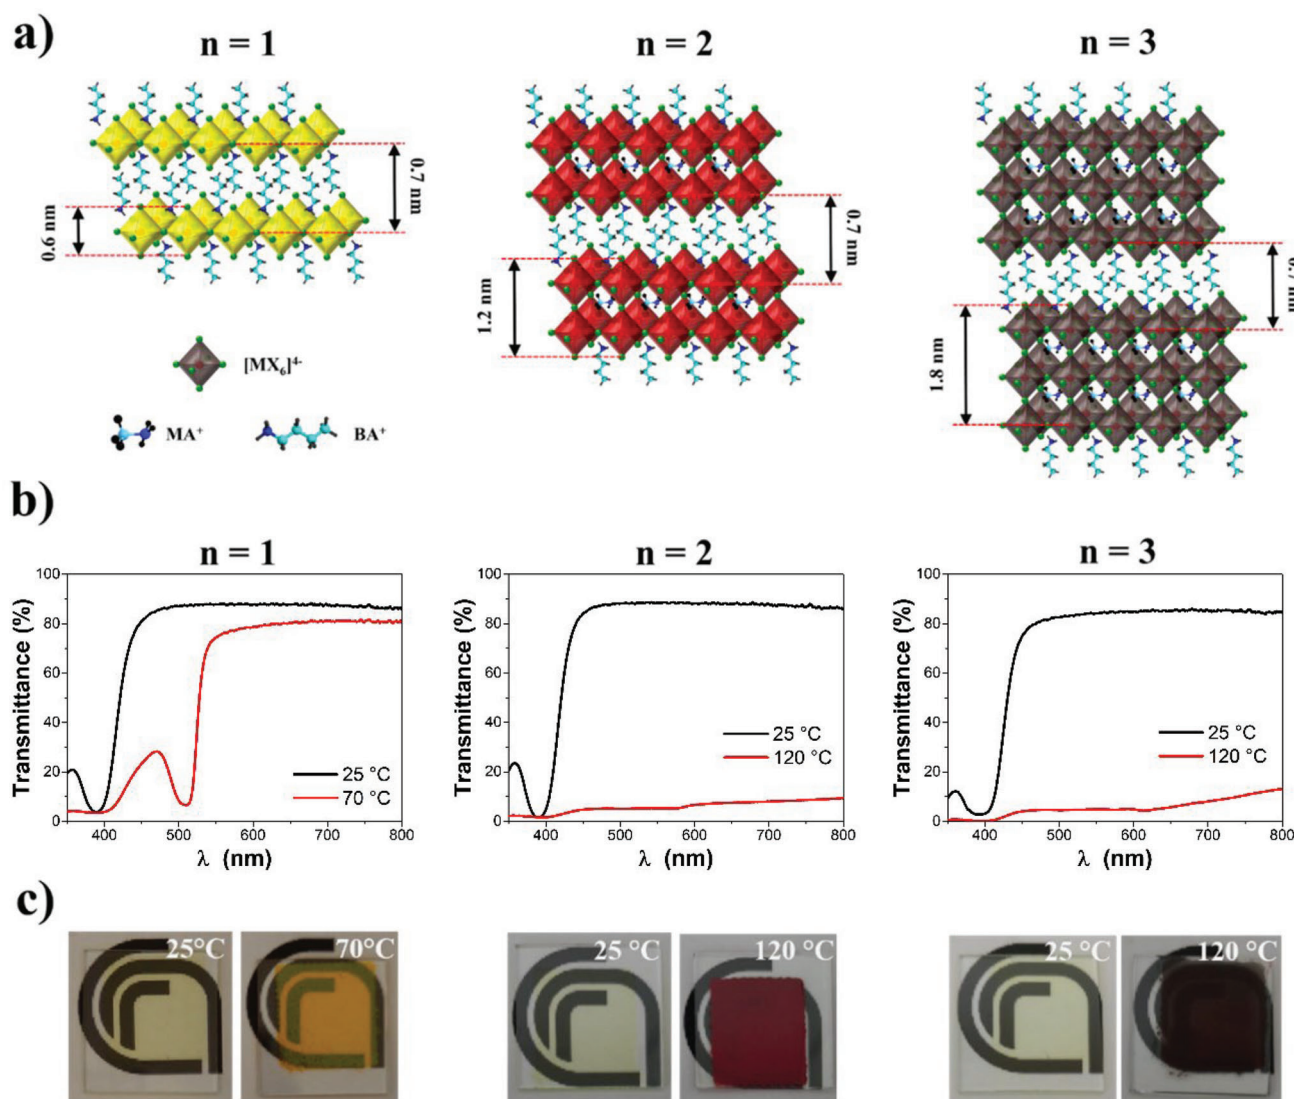 a)
n = 1
n = 2
n = 3
0.6 nm
0.7 nm
1.2 nm
0.7 nm
1.8 nm
0.7 nm
[MX6]4-
MA+
BA+
b)
n = 1
n = 2
n = 3
100
80
60
40
20
0
Transmittance (%)
25 °C
70 °C
400
500
600
700
800
λ (nm)
100
80
60
40
20
0
Transmittance (%)
25 °C
120 °C
400
500
600
700
800
λ (nm)
100
80
60
40
20
0
Transmittance (%)
25 °C
120 °C
400
500
600
700
800
λ (nm)
c)
25°C
70°C
25 °C
120 °C
25 °C
120 °C